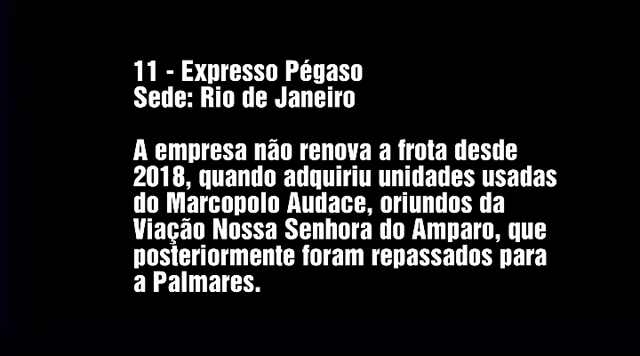 11 - Expresso Pégaso
Sede: Rio de Janeiro
A empresa não renova a frota desde
2018, quando adquiriu unidades usadas
do Marcopolo Audace, oriundos da
Viação Nossa Senhora do Amparo, que
posteriormente foram repassados para
a Palmares.